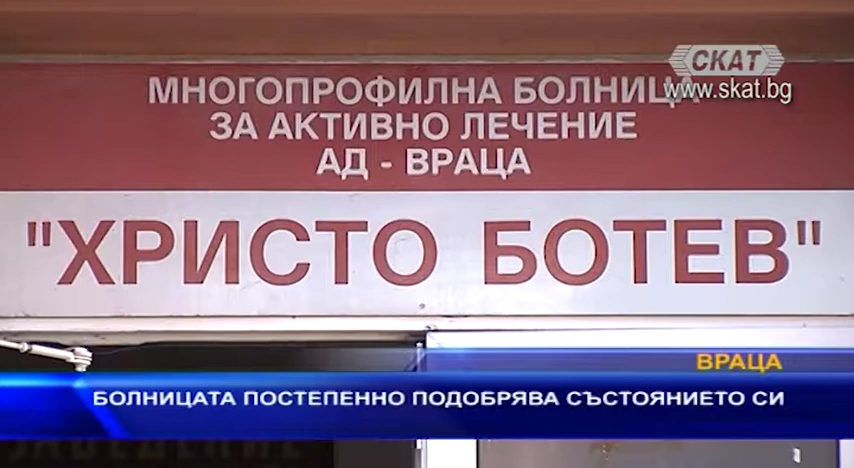 СКАТ
www.skat.bg
МНОГОПРОФИЛНА БОЛНИЦА
ЗА АКТИВНО ЛЕЧЕНИЕ
АД - ВРАЦА
"ХРИСТО БОТЕВ"
ВРАЦА
БОЛНИЦАТА ПОСТЕПЕННО ПОДОБРЯВА СЪСТОЯНИЕТО СИ